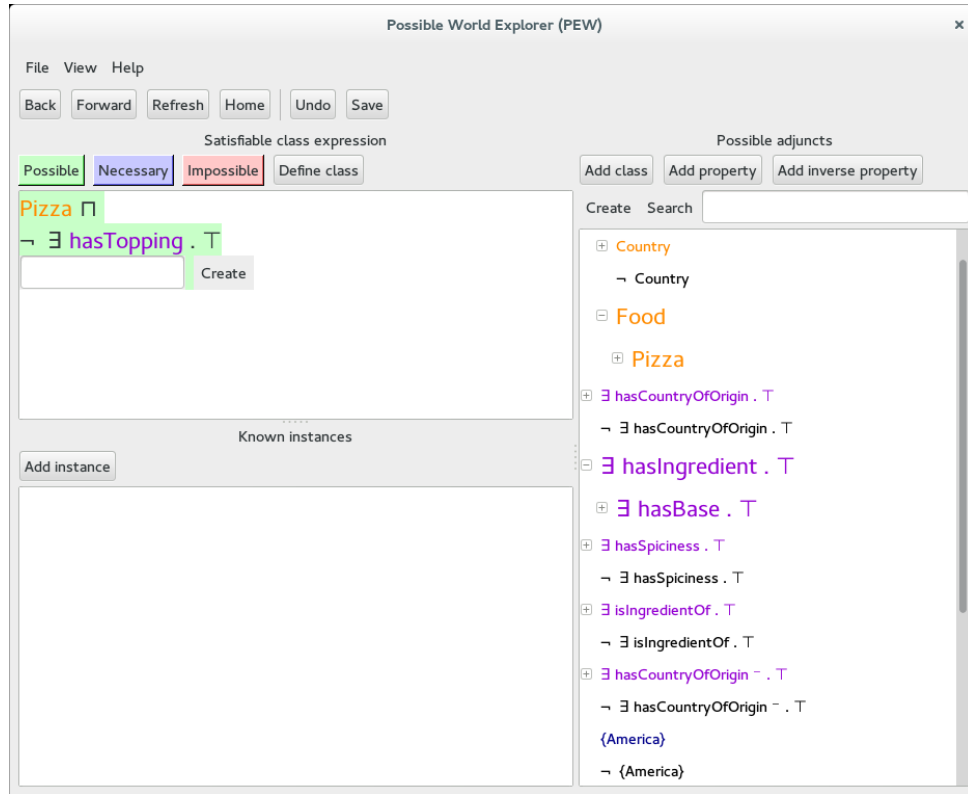 Possible World Explorer (PEW)
File View Help
Back Forward Refresh Home Undo Save
Satisfiable class expression
Possible Necessary Impossible Define class
Pizza ⊓
¬ ∃ hasTopping . ⊤
Create
Known instances
Add instance
Possible adjuncts
Add class Add property Add inverse property
Create Search
Country
¬ Country
Food
Pizza
∃ hasCountryOfOrigin . ⊤
¬ ∃ hasCountryOfOrigin . ⊤
∃ hasIngredient . ⊤
∃ hasBase . ⊤
∃ hasSpiciness . ⊤
¬ ∃ hasSpiciness . ⊤
∃ isIngredientOf . ⊤
¬ ∃ isIngredientOf . ⊤
∃ hasCountryOfOrigin ⁻ . ⊤
¬ ∃ hasCountryOfOrigin ⁻ . ⊤
{America}
¬ {America}